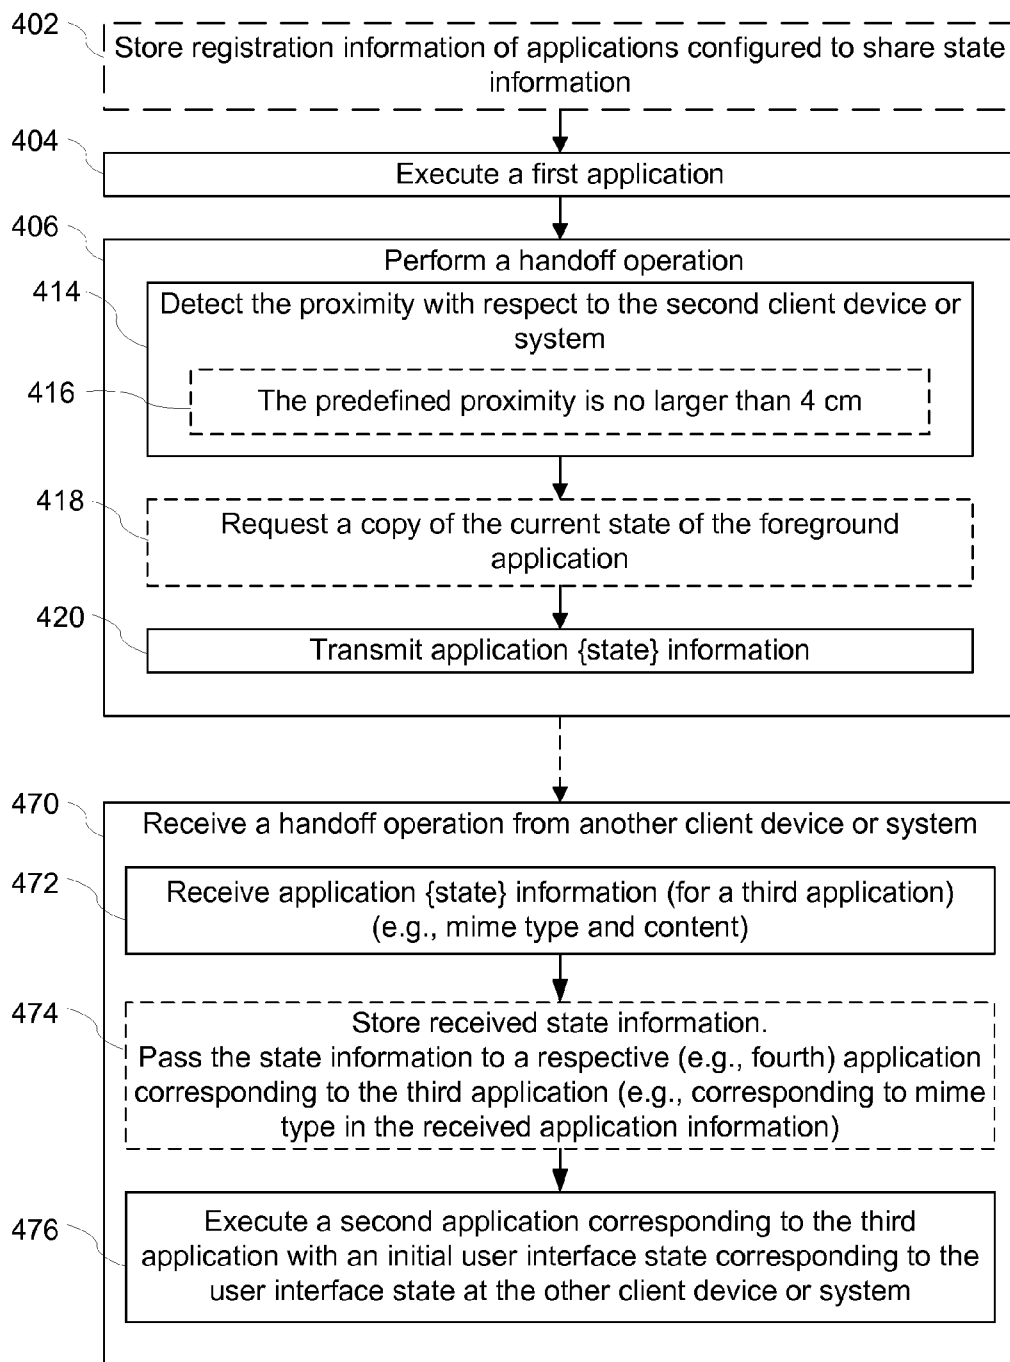 402
Store registration information of applications configured to share state
information
404
Execute a first application
406
Perform a handoff operation
414
Detect the proximity with respect to the second client device or
system
416
The predefined proximity is no larger than 4 cm
418
Request a copy of the current state of the foreground
application
420
Transmit application {state} information
470
Receive a handoff operation from another client device or system
472
Receive application {state} information (for a third application)
(e.g., mime type and content)
474
Store received state information.
Pass the state information to a respective (e.g., fourth) application
corresponding to the third application (e.g., corresponding to mime
type in the received application information)
476
Execute a second application corresponding to the third
application with an initial user interface state corresponding to the
user interface state at the other client device or system